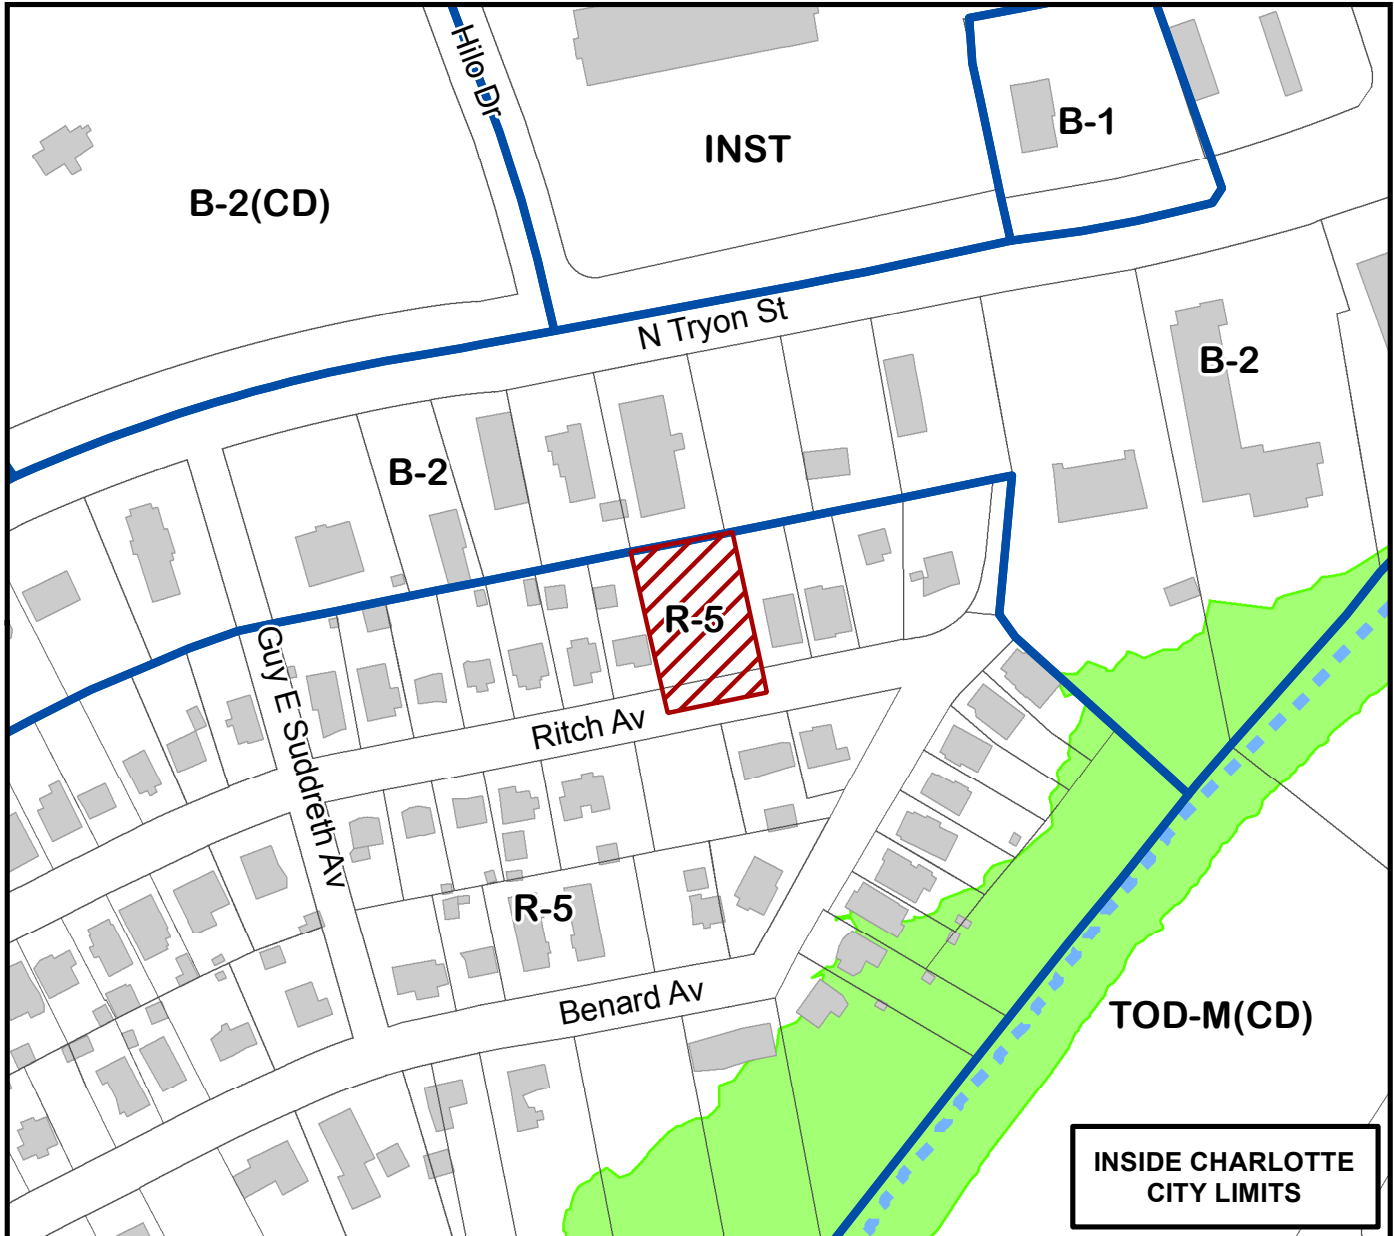 Hilo Dr
INST
B-1
B-2(CD)
N Tryon St
B-2
B-2
R-5
Guy E Suddreth Av
Ritch Av
R-5
Benard Av
TOD-M(CD)
INSIDE CHARLOTTE
CITY LIMITS